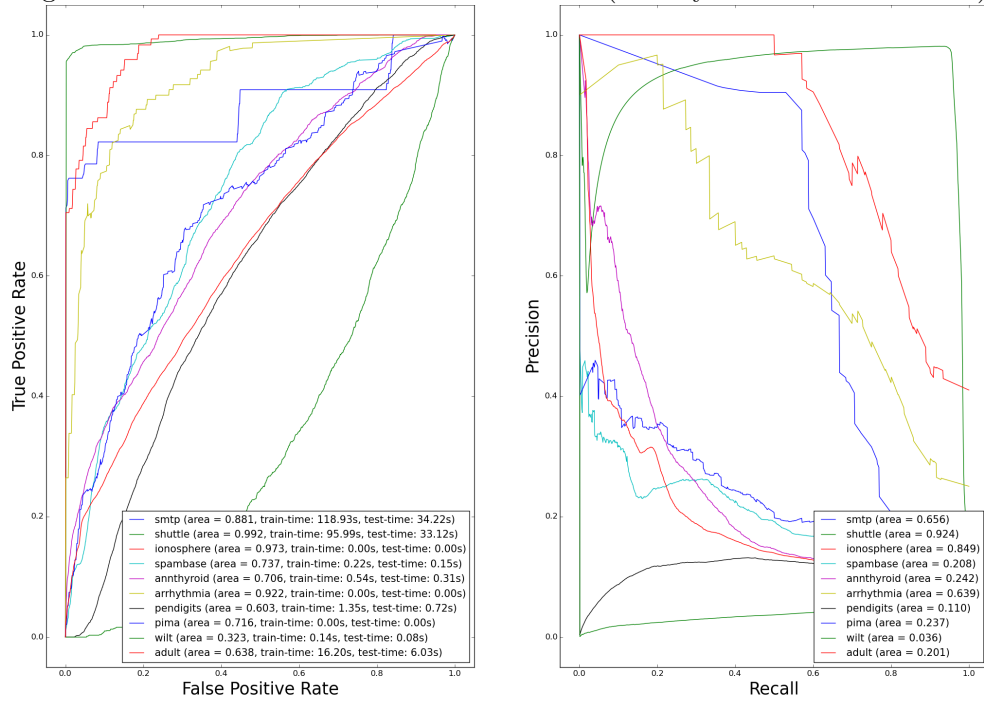 1.0
0.8
0.6
0.4
0.2
0.0
True Positive Rate
smtp (area = 0.881, train-time: 118.93s, test-time: 34.22s)
shuttle (area = 0.992, train-time: 95.99s, test-time: 33.12s)
ionosphere (area = 0.973, train-time: 0.00s, test-time: 0.00s)
spambase (area = 0.737, train-time: 0.22s, test-time: 0.15s)
annthyroid (area = 0.706, train-time: 0.54s, test-time: 0.31s)
arrhythmia (area = 0.922, train-time: 0.00s, test-time: 0.00s)
pendigits (area = 0.603, train-time: 1.35s, test-time: 0.72s)
pima (area = 0.716, train-time: 0.00s, test-time: 0.00s)
wilt (area = 0.323, train-time: 0.14s, test-time: 0.08s)
adult (area = 0.638, train-time: 16.20s, test-time: 6.03s)
0.0 0.2 0.4 0.6 0.8 1.0
False Positive Rate
1.0
0.8
0.6
0.4
0.2
0.0
Precision
smtp (area = 0.656)
shuttle (area = 0.924)
ionosphere (area = 0.849)
spambase (area = 0.208)
annthyroid (area = 0.242)
arrhythmia (area = 0.639)
pendigits (area = 0.110)
pima (area = 0.237)
wilt (area = 0.036)
adult (area = 0.201)
0.0 0.2 0.4 0.6 0.8 1.0
Recall